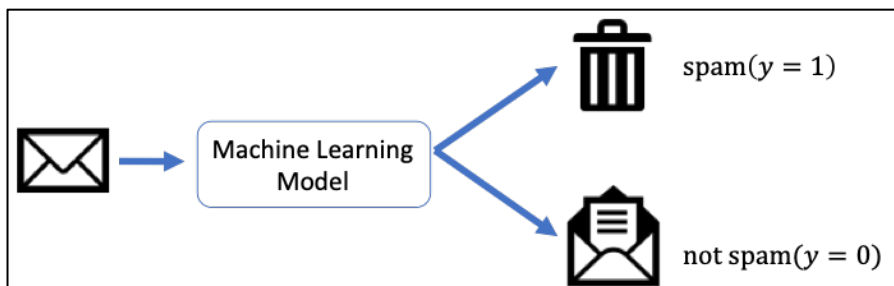 spam(y = 1)
Machine Learning
Model
not spam(y = 0)